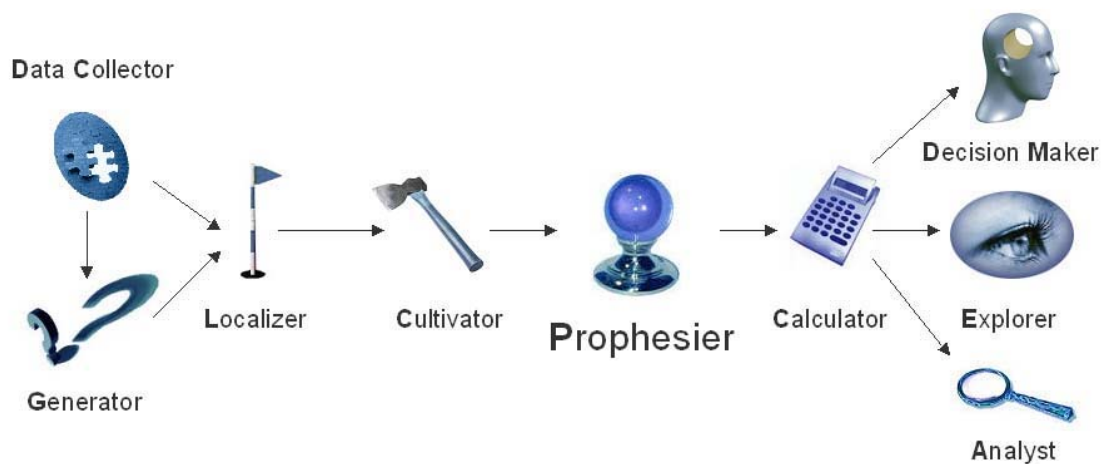 Data Collector
Decision Maker
Localizer
Cultivator
Prophesier
Calculator
Explorer
Generator
Analyst